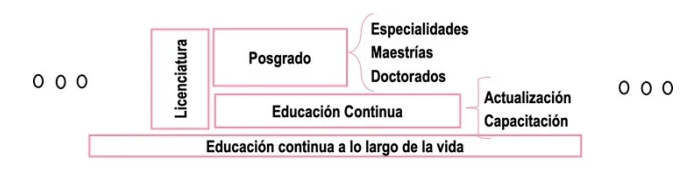 Licenciatura
Posgrado
Especialidades
Maestrías
Doctorados
o o o
o o o
Educación Continua
Actualización
Capacitación
Educación continua a lo largo de la vida